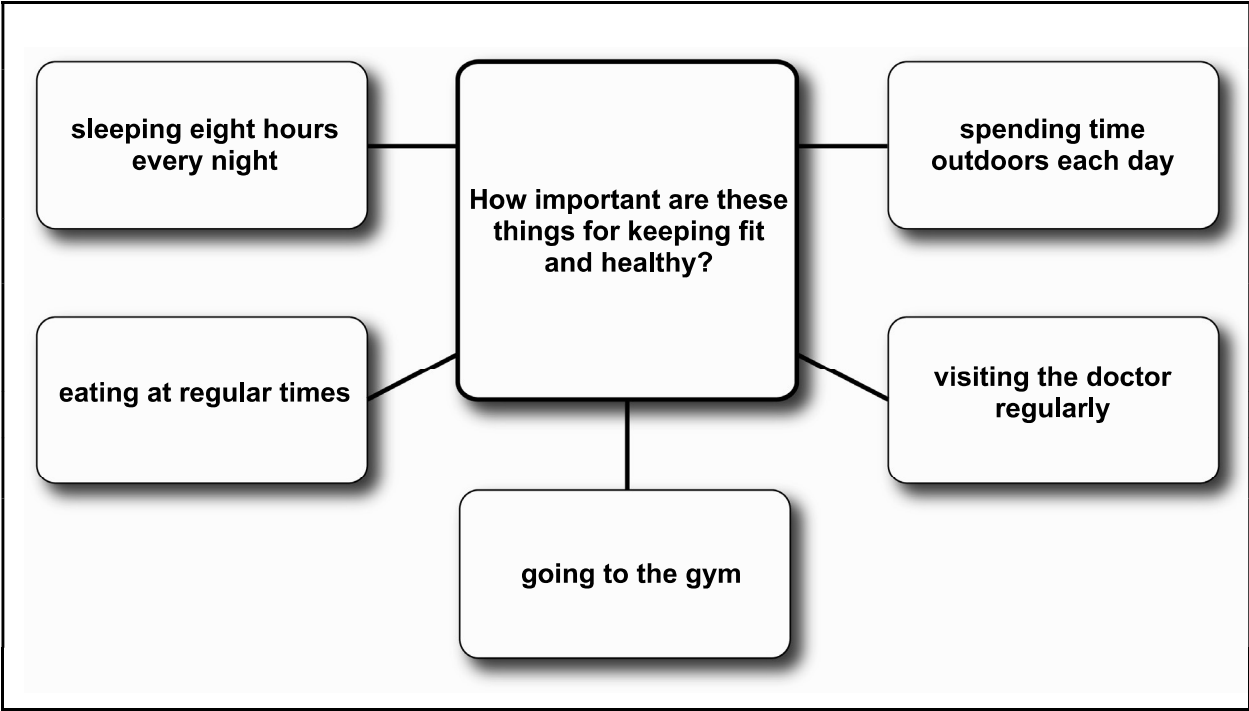 sleeping eight hours
every night
How important are these
things for keeping fit
and healthy?
spending time
outdoors each day
eating at regular times
visiting the doctor
regularly
going to the gym